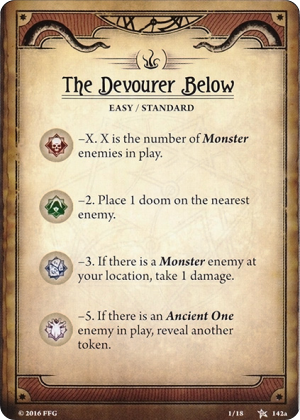 The Devourer Below
EASY / STANDARD
–X. X is the number of Monster
enemies in play.
–2. Place 1 doom on the nearest
enemy.
–3. If there is a Monster enemy at
your location, take 1 damage.
–5. If there is an Ancient One
enemy in play, reveal another
token.
© 2016 FFG
1/18
142a